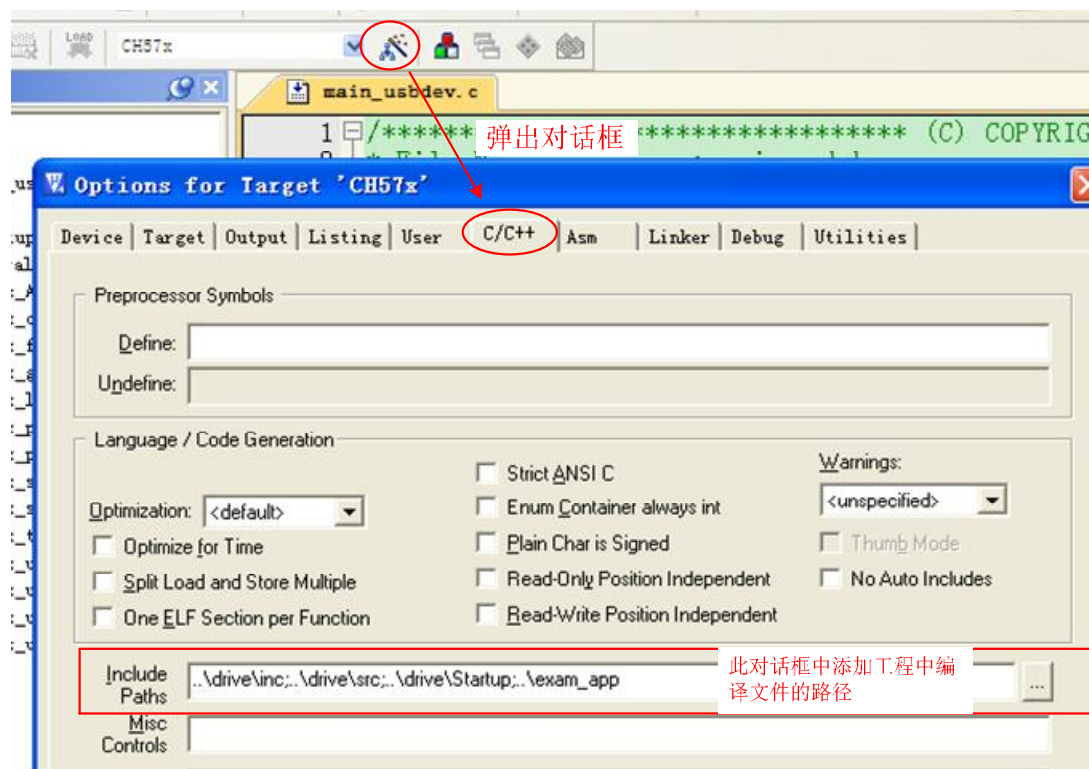 LOAD
CH57x
main_usbdev.c
1 /******* ********************************* (C) COPYRIG
弹出对话框
Options for Target 'CH57x'
Device Target Output Listing User C/C++ Asm Linker Debug Utilities
Preprocessor Symbols
Define:
Undefine:
Language / Code Generation
Strict ANSI C
Warnings:
Optimization: <default>
Enum Container always int
<unspecified>
Optimize for Time
Plain Char is Signed
Thumb Mode
Split Load and Store Multiple
Read-Only Position Independent
No Auto Includes
One ELF Section per Function
Read-Write Position Independent
Include
Paths
..\drive\inc;..\drive\src;..\drive\Startup;..\exam_app
...
此对话框中添加工程中编
译文件的路径
Misc
Controls